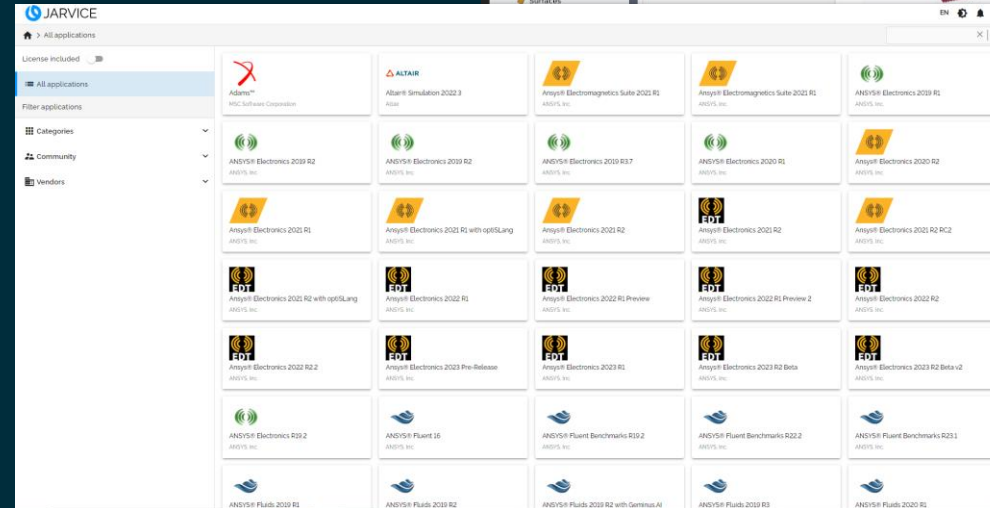 Surfaces
JARVICE
EN
> All applications
License included
All applications
Filter applications
Categories
Community
Vendors
Adams™
MSC Software Corporation
ALTAIR
Altair® Simulation 2022.3
Altair
Ansys® Electromagnetics Suite 2021 R1
ANSYS, Inc.
Ansys® Electromagnetics Suite 2021 R1
ANSYS, Inc.
ANSYS® Electronics 2019 R1
ANSYS, Inc.
ANSYS® Electronics 2019 R2
ANSYS, Inc.
ANSYS® Electronics 2019 R2
ANSYS, Inc.
ANSYS® Electronics 2019 R3.7
ANSYS, Inc.
ANSYS® Electronics 2020 R1
ANSYS, Inc.
Ansys® Electronics 2020 R2
ANSYS, Inc.
Ansys® Electronics 2021 R1
ANSYS, Inc.
Ansys® Electronics 2021 R1 with optiSLang
ANSYS, Inc.
Ansys® Electronics 2021 R2
ANSYS, Inc.
EDT
Ansys® Electronics 2021 R2
ANSYS, Inc.
Ansys® Electronics 2021 R2 RC2
ANSYS, Inc.
EDT
Ansys® Electronics 2021 R2 with optiSLang
ANSYS, Inc.
EDT
Ansys® Electronics 2022 R1
ANSYS, Inc.
EDT
Ansys® Electronics 2022 R1 Preview
ANSYS, Inc.
EDT
Ansys® Electronics 2022 R1 Preview 2
ANSYS, Inc.
EDT
Ansys® Electronics 2022 R2
ANSYS, Inc.
EDT
Ansys® Electronics 2022 R2.2
ANSYS, Inc.
EDT
Ansys® Electronics 2023 Pre-Release
ANSYS, Inc.
EDT
Ansys® Electronics 2023 R1
ANSYS, Inc.
EDT
Ansys® Electronics 2023 R2 Beta
ANSYS, Inc.
EDT
Ansys® Electronics 2023 R2 Beta v2
ANSYS, Inc.
ANSYS® Electronics R19.2
ANSYS, Inc.
ANSYS® Fluent 16
ANSYS, Inc.
ANSYS® Fluent Benchmarks R19.2
ANSYS, Inc.
ANSYS® Fluent Benchmarks R22.2
ANSYS, Inc.
ANSYS® Fluent Benchmarks R23.1
ANSYS, Inc.
ANSYS® Fluids 2019 R1
ANSYS® Fluids 2019 R2
ANSYS® Fluids 2019 R2 with Geminus.AI
ANSYS® Fluids 2019 R3
ANSYS® Fluids 2020 R1